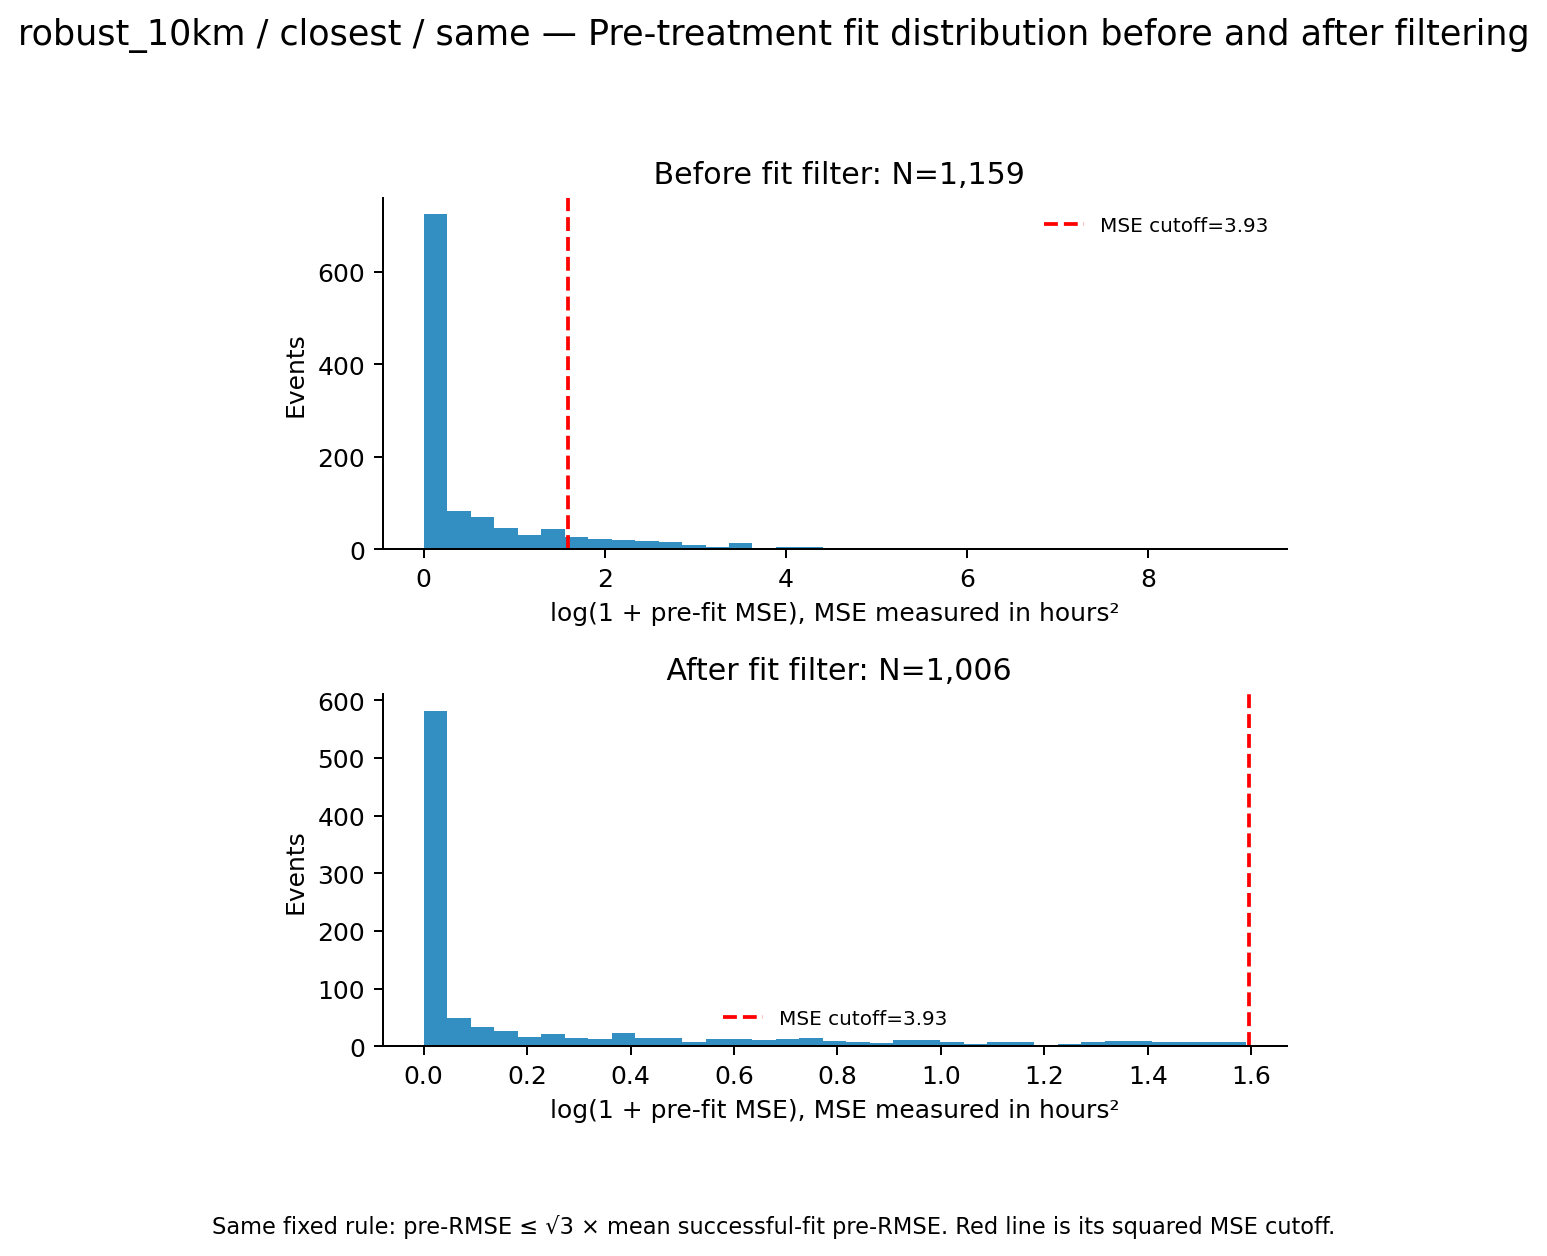 robust_10km / closest / same — Pre-treatment fit distribution before and after filtering
Before fit filter: N=1,159
MSE cutoff=3.93
Events
600
400
200
0
0 2 4 6 8
log(1 + pre-fit MSE), MSE measured in hours²
After fit filter: N=1,006
Events
600
500
400
300
200
100
0
MSE cutoff=3.93
0.0 0.2 0.4 0.6 0.8 1.0 1.2 1.4 1.6
log(1 + pre-fit MSE), MSE measured in hours²
Same fixed rule: pre-RMSE ≤ √3 × mean successful-fit pre-RMSE. Red line is its squared MSE cutoff.